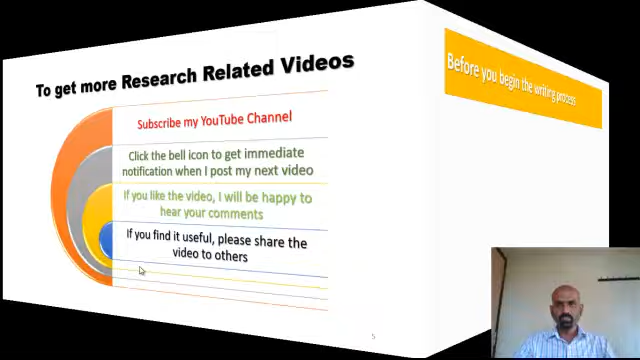 To get more Research Related Videos
Subscribe my YouTube Channel
Click the bell icon to get immediate
notification when I post my next video
If you like the video, I will be happy to
hear your comments
If you find it useful, please share the
video to others
5
Before you begin the writing process